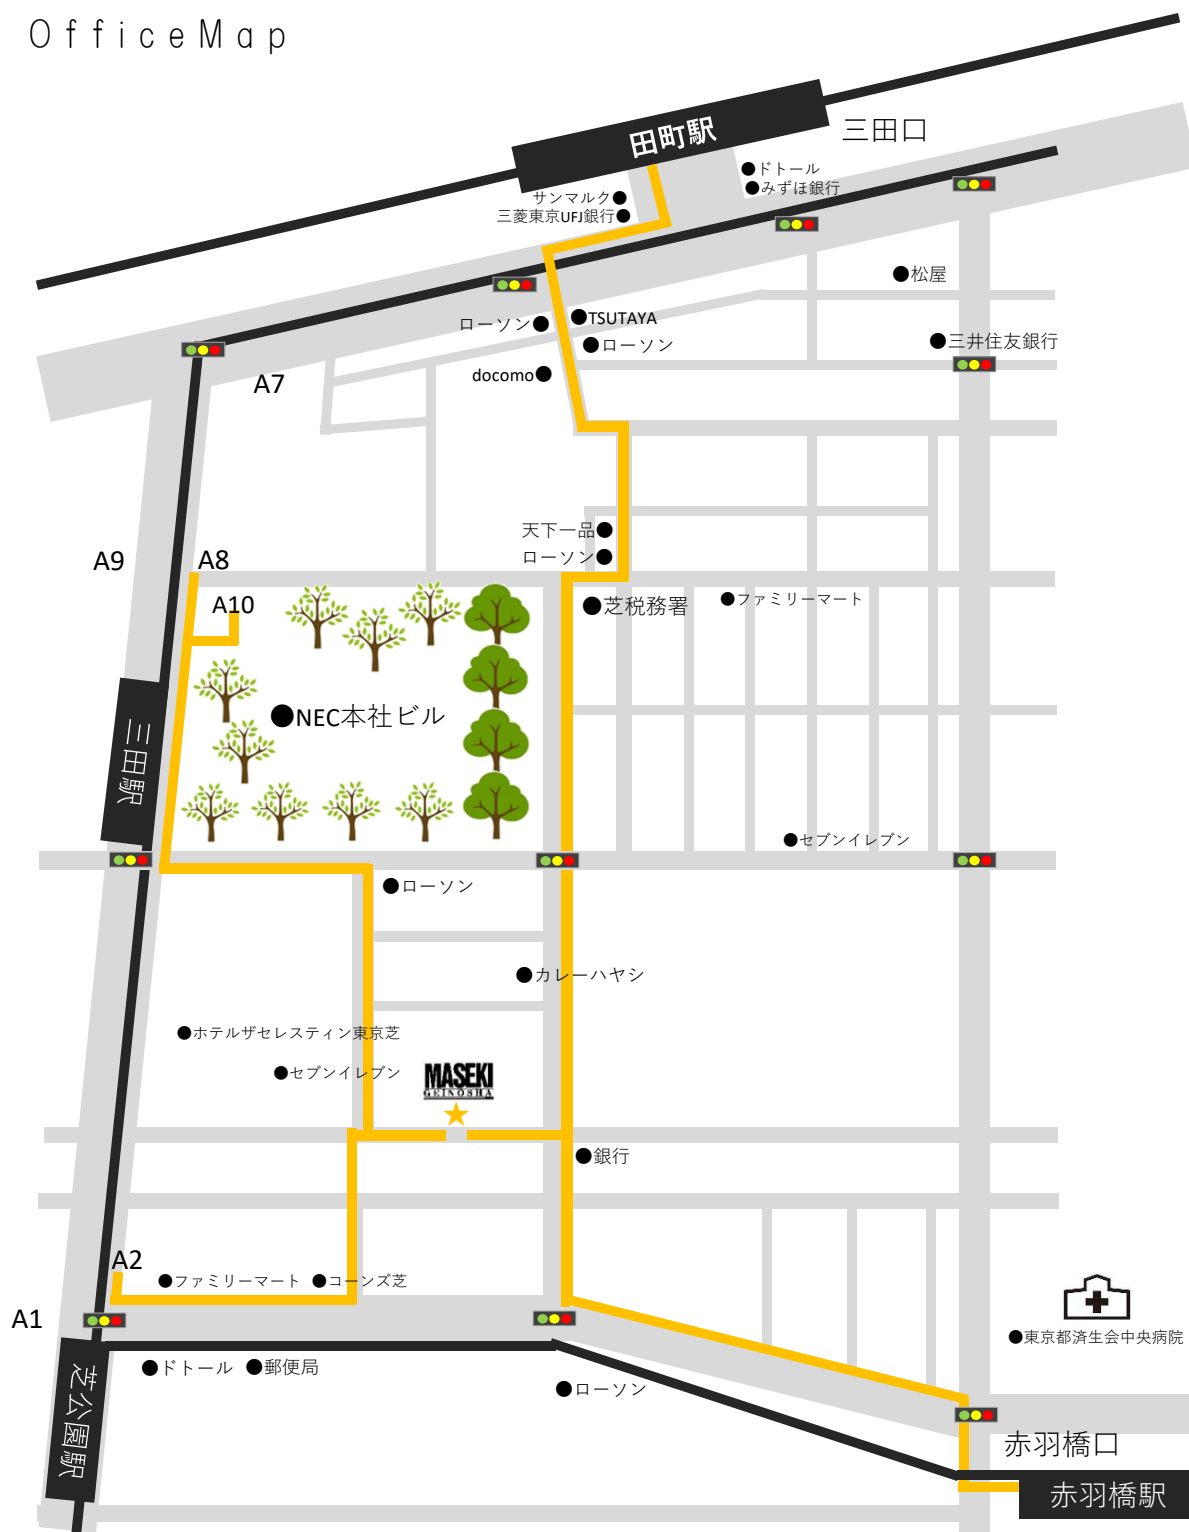 OfficeMap
田町駅
三田口
ドトール
みずほ銀行
サンマルク
三菱東京UFJ銀行
松屋
ローソン
TSUTAYA
ローソン
三井住友銀行
docomo
A7
天下一品
ローソン
A9
A8
A10
芝税務署
ファミリーマート
NEC本社ビル
三田駅
セブンイレブン
ローソン
カレーハヤシ
ホテルザセレスティン東京芝
セブンイレブン
MASEKI
GEINOSHA
銀行
A2
ファミリーマート
コーンズ芝
A1
東京都済生会中央病院
ドトール
郵便局
ローソン
芝公園駅
赤羽橋口
赤羽橋駅